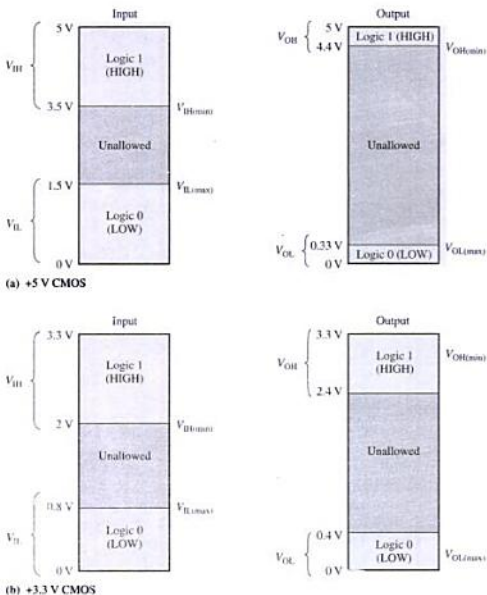 Input
5 V
V_IH
Logic 1
(HIGH)
3.5 V
V_IH(min)
Unallowed
1.5 V
V_IL(max)
V_IL
Logic 0
(LOW)
0 V
Output
5 V
V_OH
Logic 1 (HIGH)
4.4 V
V_OH(min)
Unallowed
0.33 V
V_OL
Logic 0 (LOW)
V_OL(max)
0 V
(a) +5 V CMOS
Input
3.3 V
V_IH
Logic 1
(HIGH)
2 V
V_IH(min)
Unallowed
0.8 V
V_IL(max)
V_IL
Logic 0
(LOW)
0 V
Output
3.3 V
V_OH
Logic 1
(HIGH)
V_OH(min)
2.4 V
Unallowed
0.4 V
V_OL
Logic 0
(LOW)
V_OL(max)
0 V
(b) +3.3 V CMOS